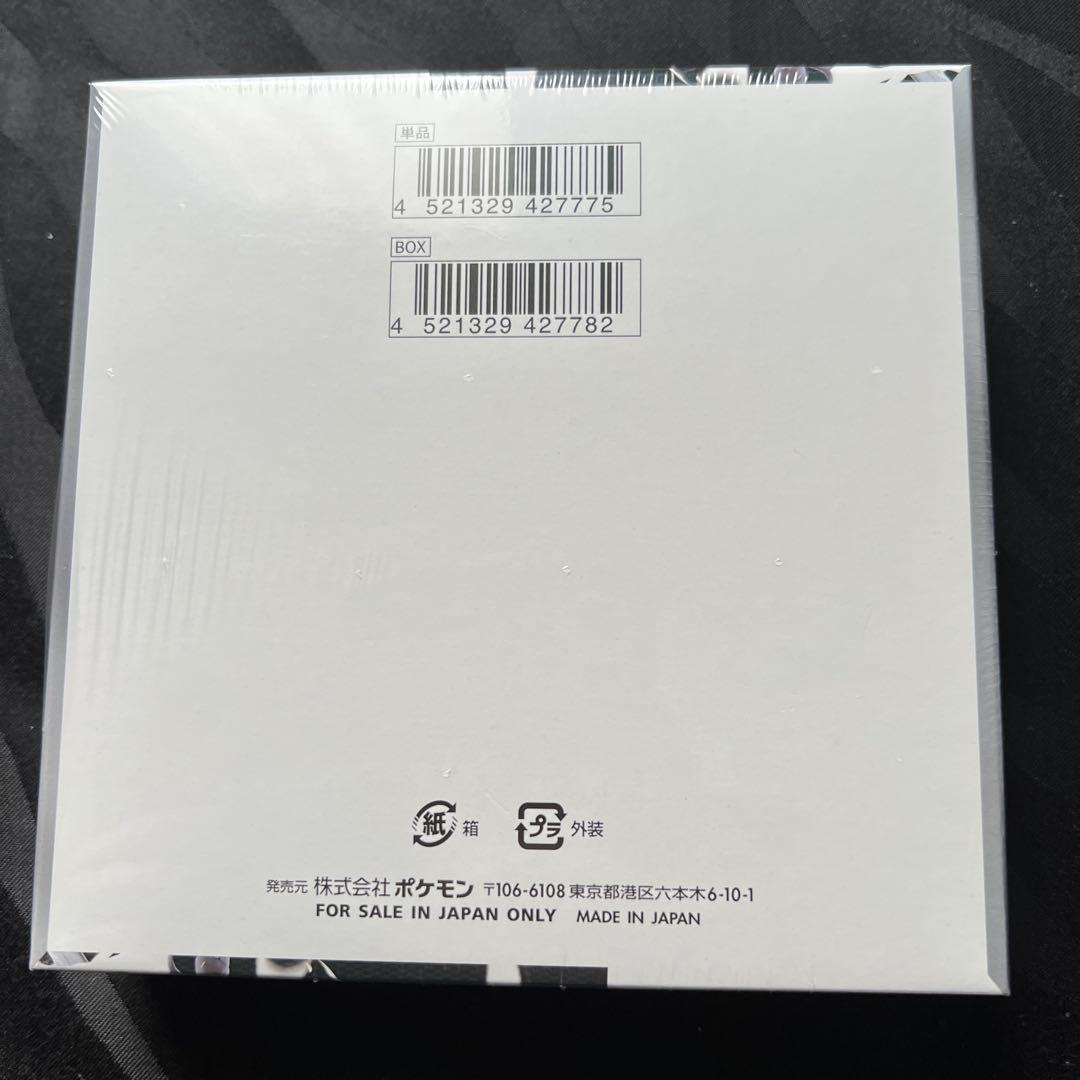 単品
4 521329 427775
BOX
4 521329 427782
紙 箱 プラ 外装
発売元 株式会社 ポケモン 〒106-6108 東京都港区六本木6-10-1
FOR SALE IN JAPAN ONLY MADE IN JAPAN